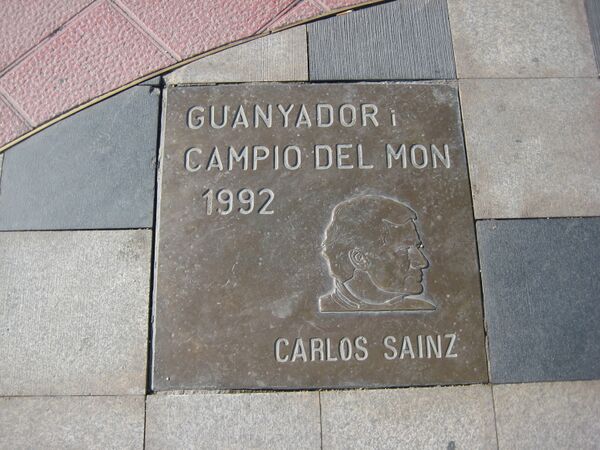 GUANYADOR i
CAMPIO DEL MON
1992
CARLOS SAINZ